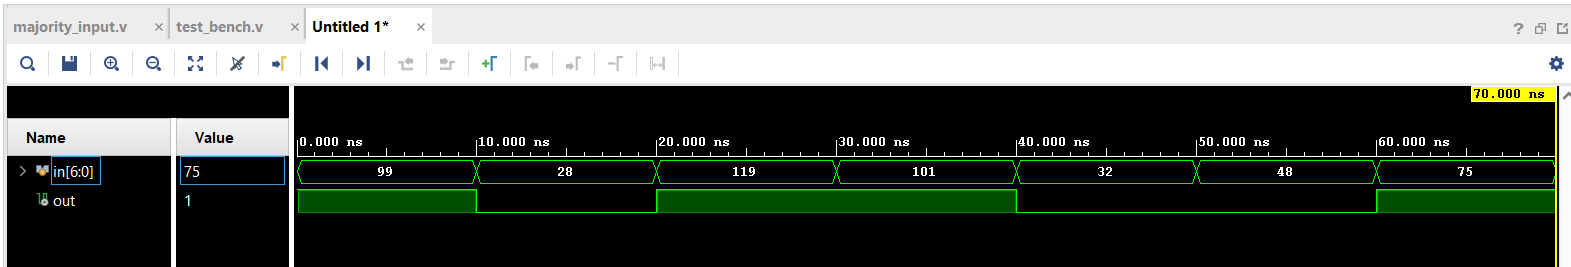 majority_input.v × test_bench.v × Untitled 1* ×
?
70.000 ns
Name Value
0.000 ns 10.000 ns 20.000 ns 30.000 ns 40.000 ns 50.000 ns 60.000 ns
in[6:0] 75 99 28 119 101 32 48 75
out 1